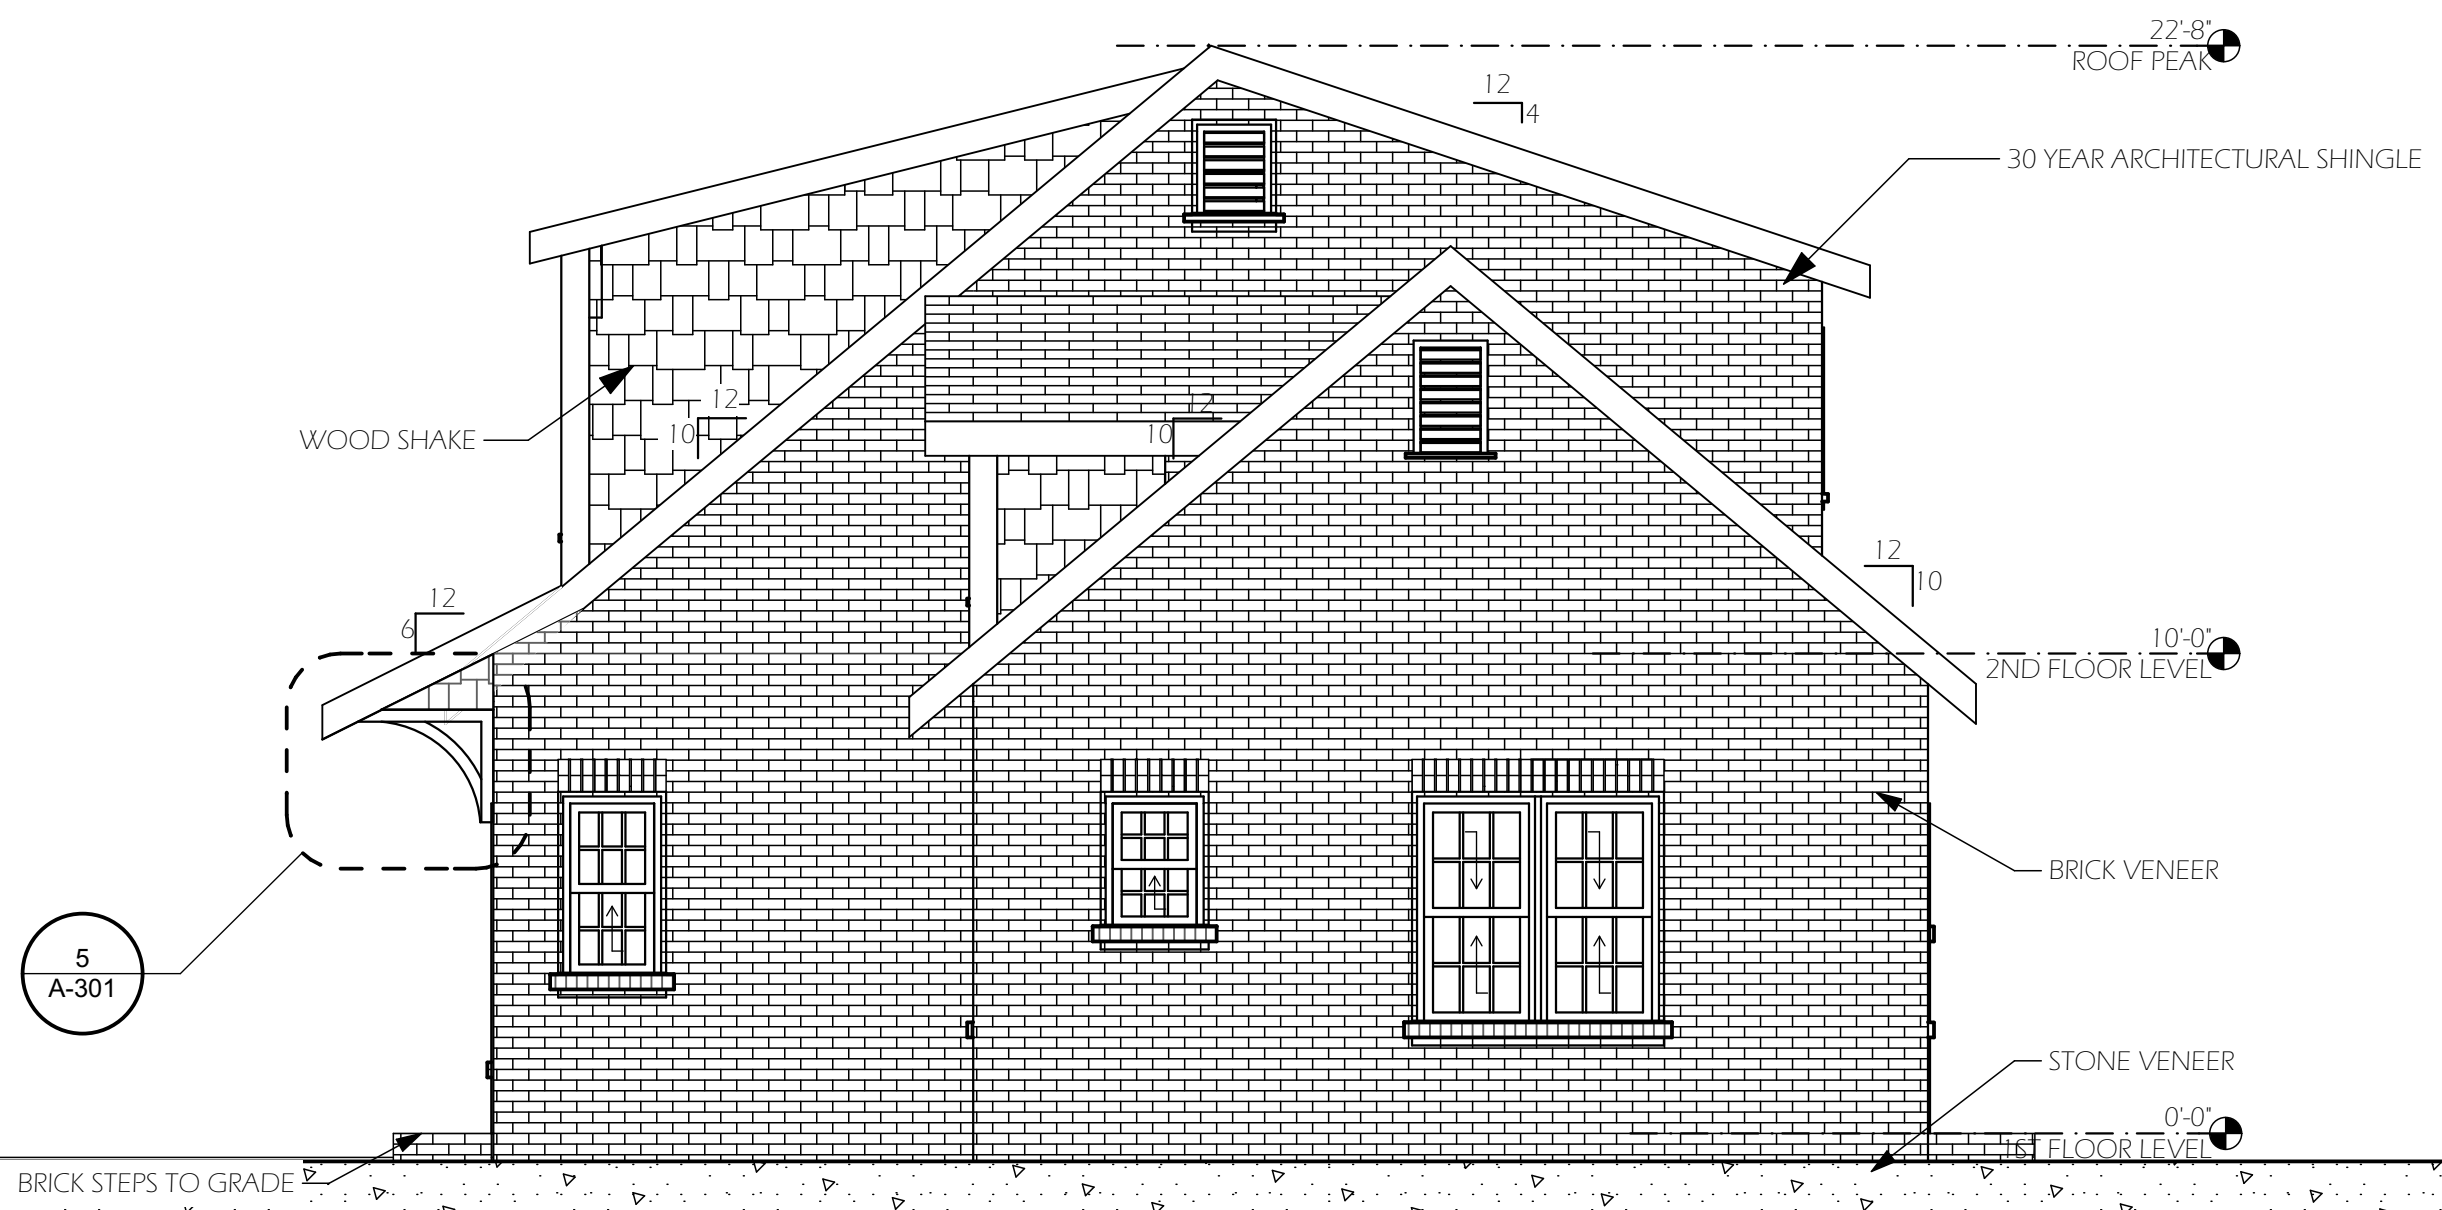 22'-8"
ROOF PEAK
12
4
30 YEAR ARCHITECTURAL SHINGLE
12
10
12
10
WOOD SHAKE
12
10
12
6
10'-0"
2ND FLOOR LEVEL
BRICK VENEER
5
A-301
STONE VENEER
0'-0"
1ST FLOOR LEVEL
BRICK STEPS TO GRADE